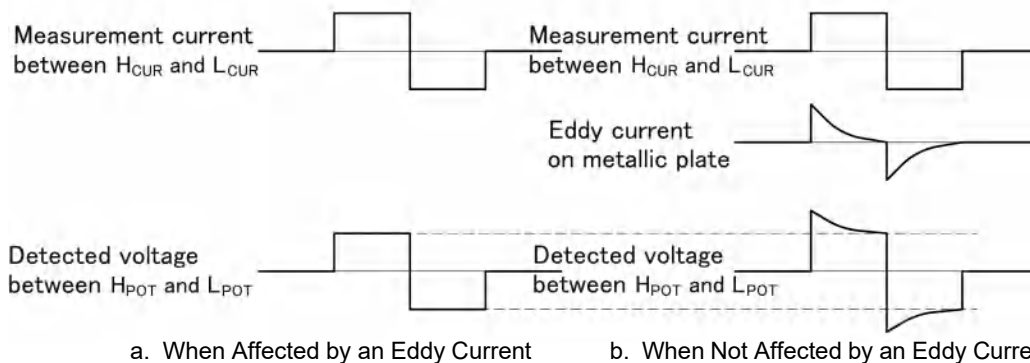 Measurement current
between HCUR and LCUR
Measurement current
between HCUR and LCUR
Eddy current
on metallic plate
Detected voltage
between HPOT and LPOT
Detected voltage
between HPOT and LPOT
a. When Affected by an Eddy Current
b. When Not Affected by an Eddy Curre